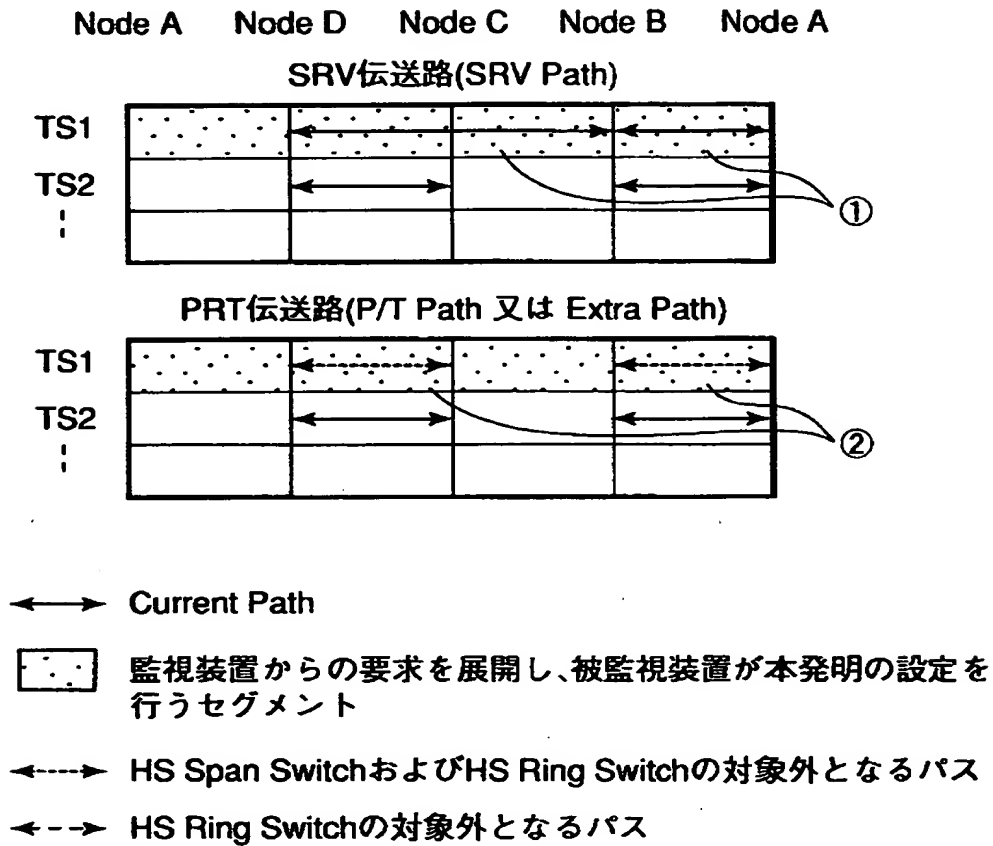 Node A Node D Node C Node B Node A
SRV伝送路(SRV Path)
TS1
TS2
①
PRT伝送路(P/T Path 又は Extra Path)
TS1
TS2
②
Current Path
監視装置からの要求を展開し、被監視装置が本発明の設定を
行うセグメント
HS Span SwitchおよびHS Ring Switchの対象外となるパス
HS Ring Switchの対象外となるパス